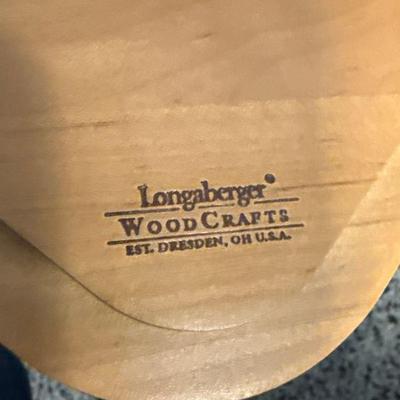 Longaberger®
WOODCRAFTS
EST. DRESDEN, OH U.S.A.